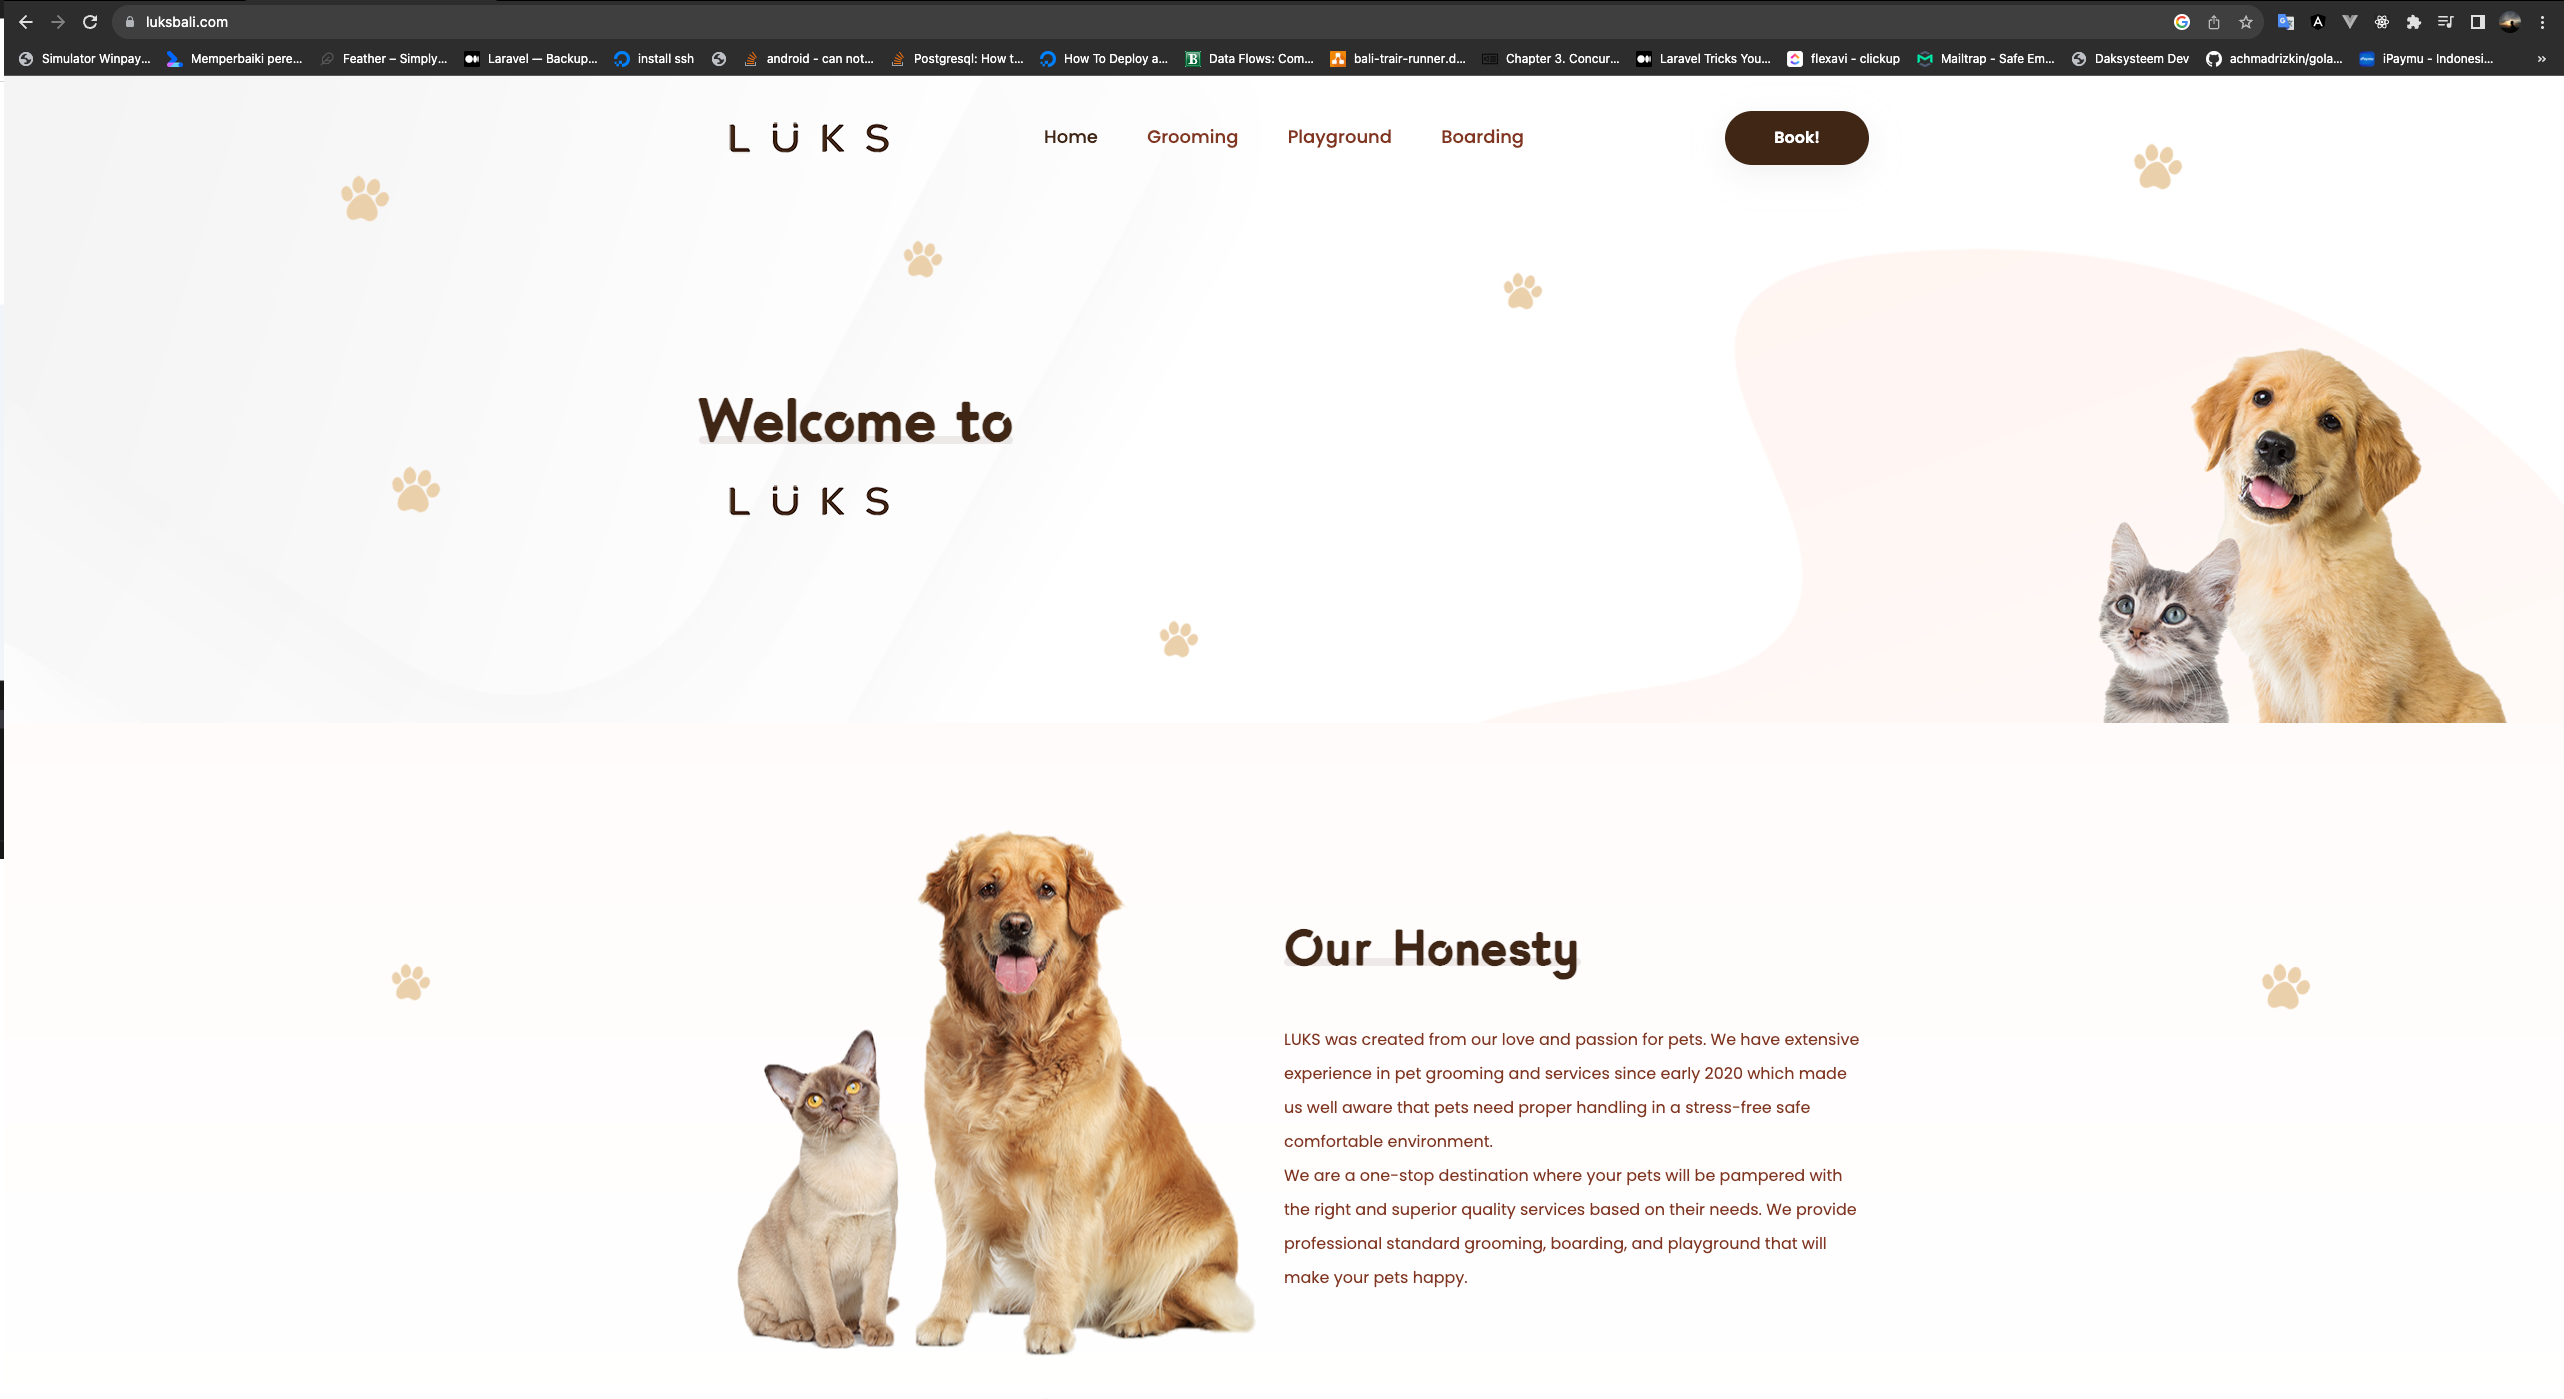 luksbali.com
Simulator Winpay...
Memperbaiki pere...
Feather – Simply...
Laravel — Backup...
install ssh
android - can not...
Postgresql: How t...
How To Deploy a...
Data Flows: Com...
bali-trair-runner.d...
Chapter 3. Concur...
Laravel Tricks You...
flexavi - clickup
Mailtrap - Safe Em...
Daksysteem Dev
achmadrizkin/gola...
iPaymu - Indonesi...
»
LÜKS
Home
Grooming
Playground
Boarding
Book!
Welcome to
LÜKS
Our Honesty
LUKS was created from our love and passion for pets. We have extensive
experience in pet grooming and services since early 2020 which made
us well aware that pets need proper handling in a stress-free safe
comfortable environment.
We are a one-stop destination where your pets will be pampered with
the right and superior quality services based on their needs. We provide
professional standard grooming, boarding, and playground that will
make your pets happy.